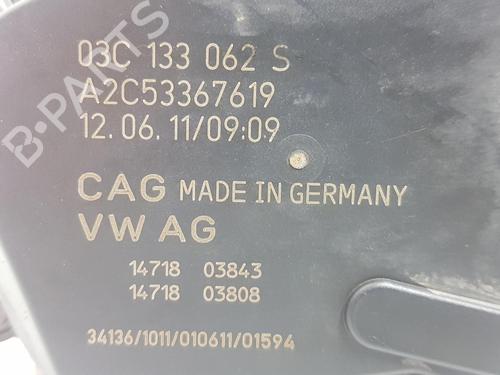 03C 133 062 S
A2C53367619
12.06.11/09:09
CAG MADE IN GERMANY
VW AG
14718 03843
14718 03808
34136/1011/010611/01594